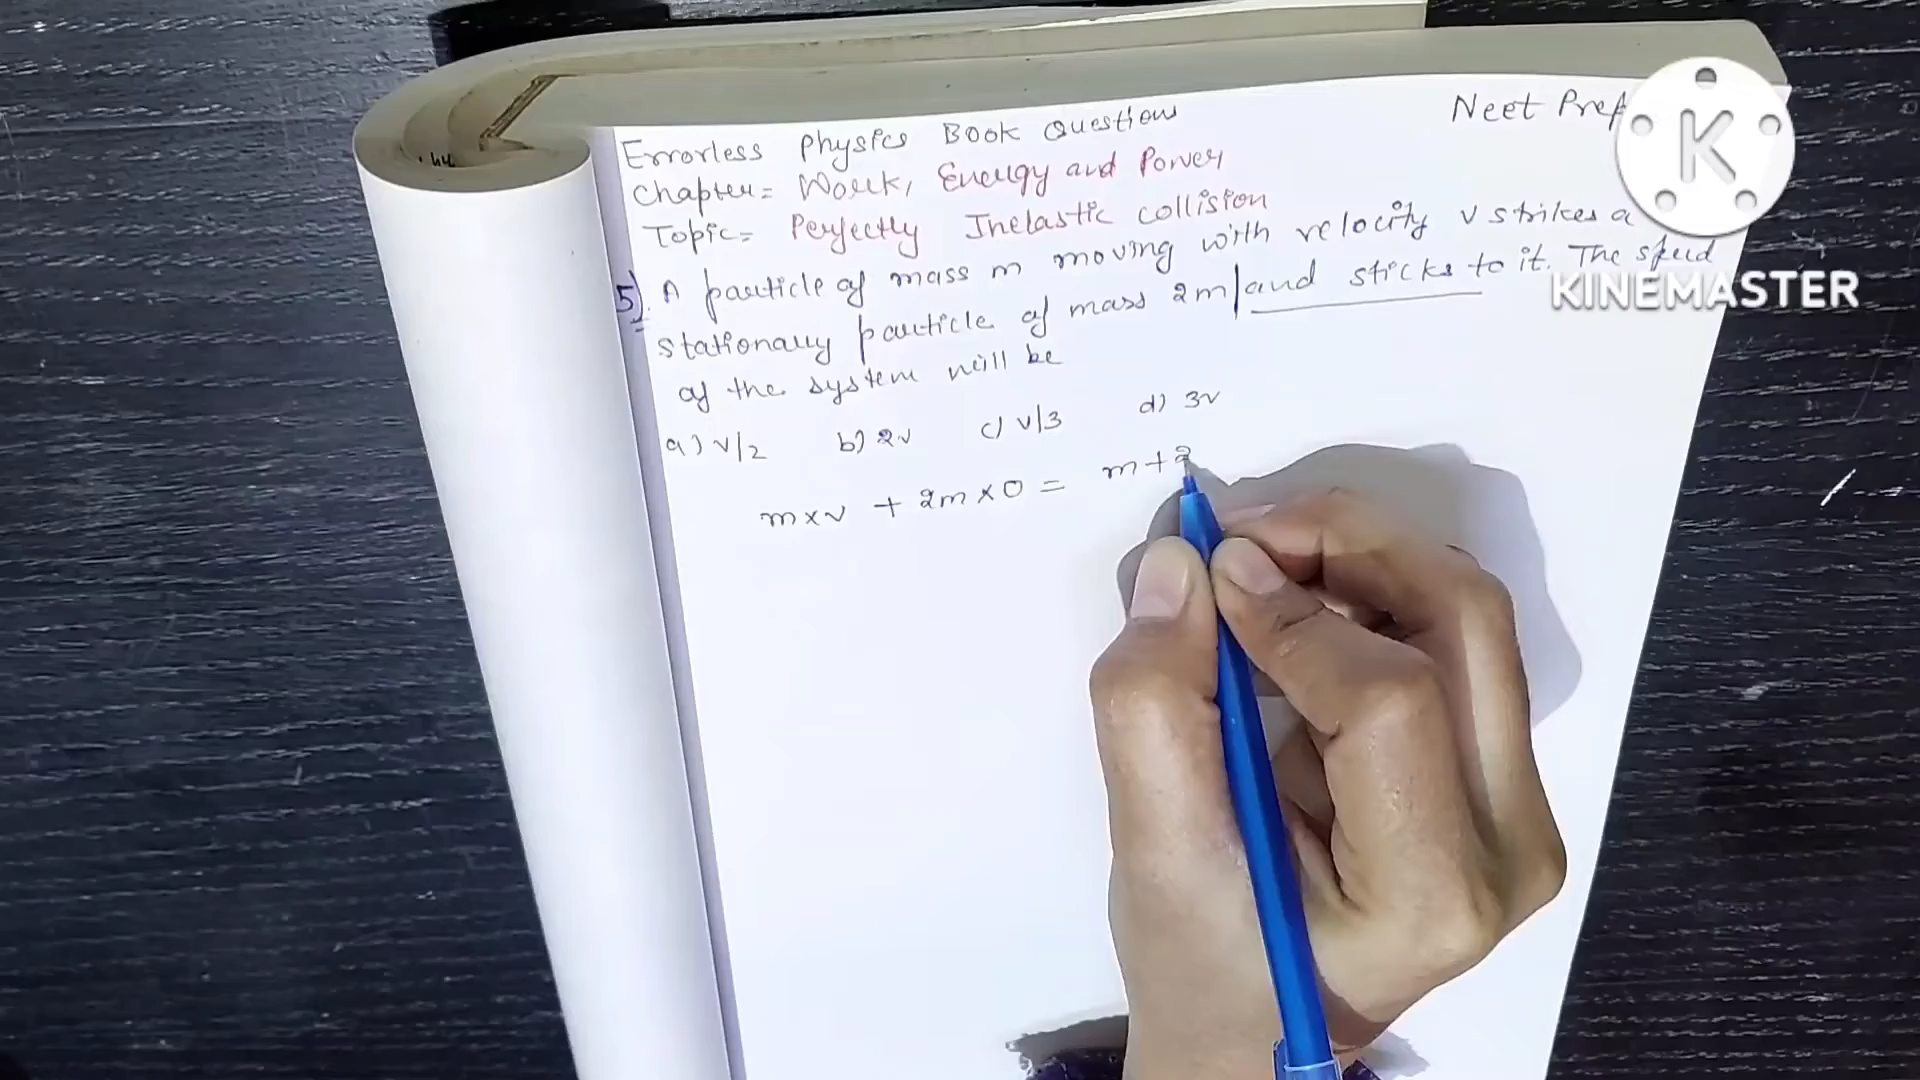 Errorless Physics Book Question
Neet Pre
Chapter= Work, Energy and Power
Topic= Perfectly Inelastic collision
5). A particle of mass m moving with velocity v strikes a
stationary particle of mass 2m and sticks to it. The speed
of the system will be
a) v/2 b) 2v c) v/3 d) 3v
m×v + 2m×0 = m+2
K
KINEMASTER